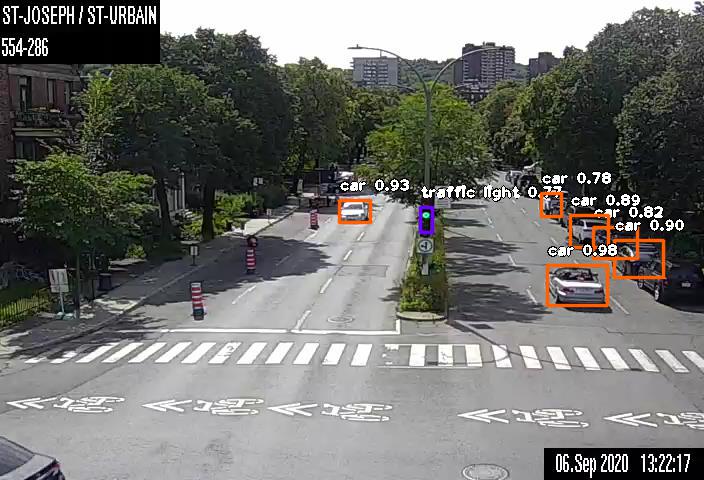 ST-JOSEPH / ST-URBAIN
554-286
car 0.78
car 0.93
traffic light 0.77
car 0.89
car 0.82
car 0.90
car 0.98
06.Sep 2020 13:22:17